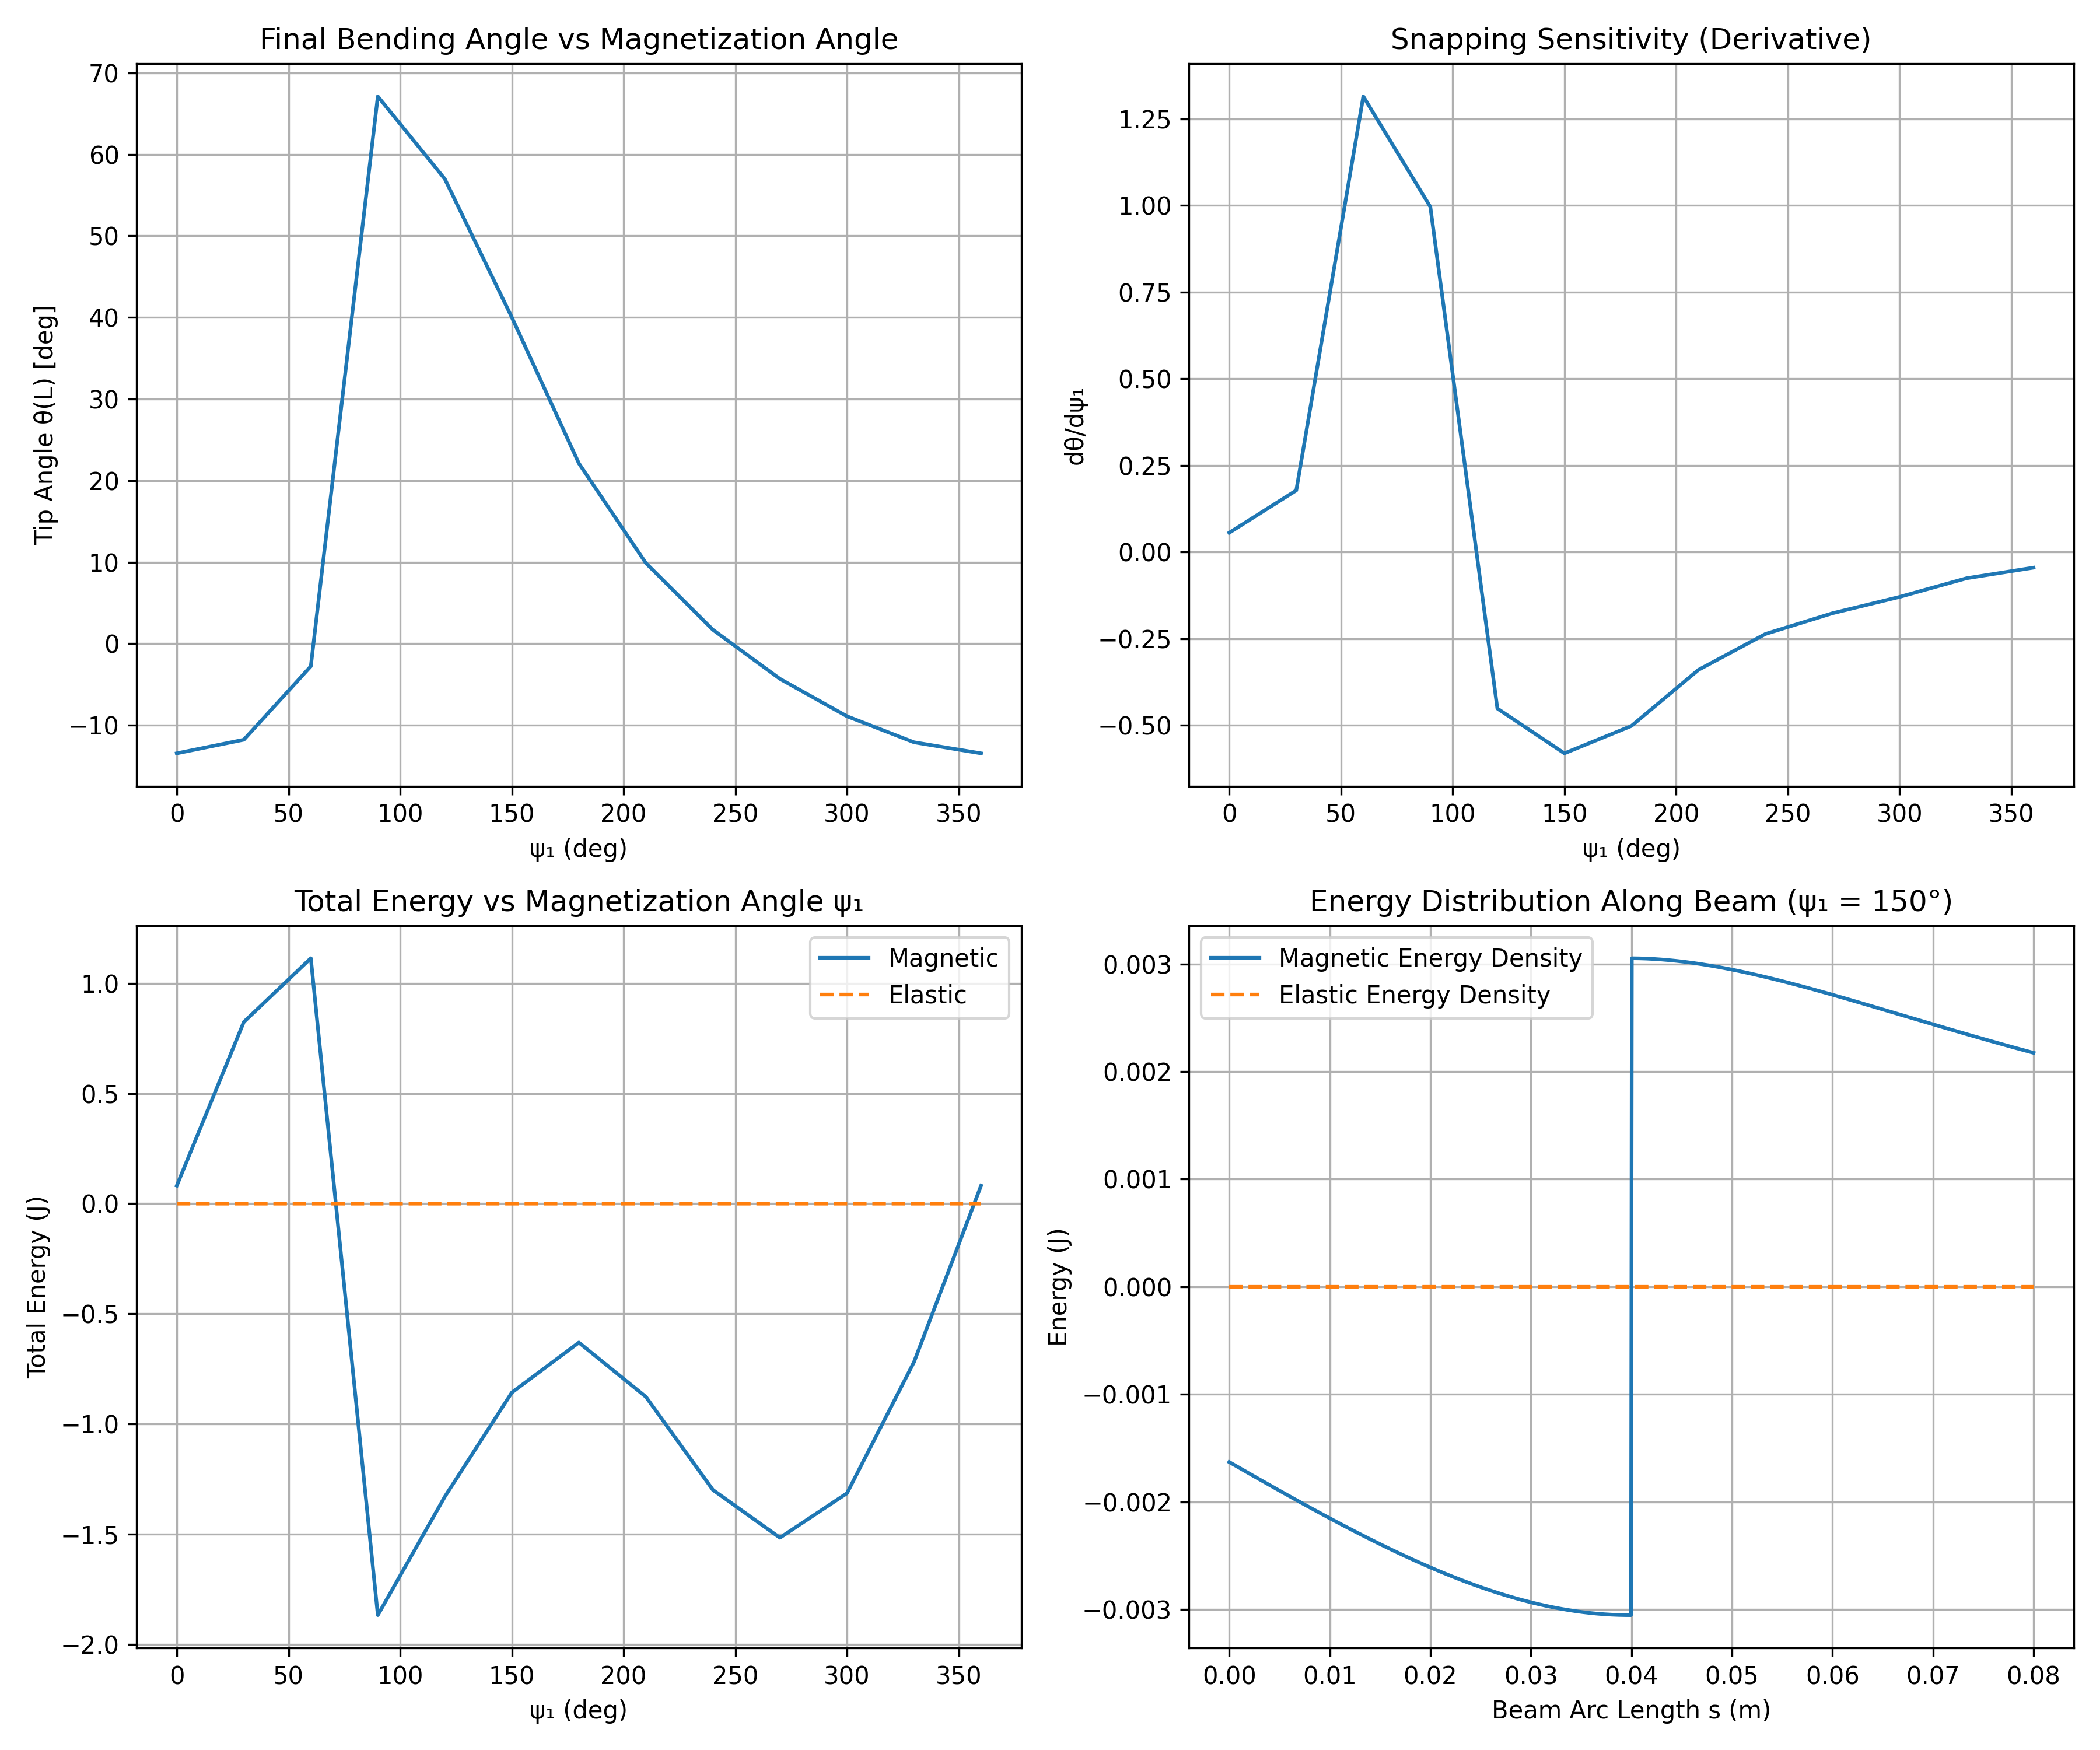 Final Bending Angle vs Magnetization Angle
70
60
50
40
30
20
10
0
−10
Tip Angle θ(L) [deg]
0 50 100 150 200 250 300 350
ψ₁ (deg)
Snapping Sensitivity (Derivative)
1.25
1.00
0.75
0.50
0.25
0.00
−0.25
−0.50
dθ/dψ₁
0 50 100 150 200 250 300 350
ψ₁ (deg)
Total Energy vs Magnetization Angle ψ₁
Magnetic
Elastic
1.0
0.5
0.0
−0.5
−1.0
−1.5
−2.0
Total Energy (J)
0 50 100 150 200 250 300 350
ψ₁ (deg)
Energy Distribution Along Beam (ψ₁ = 150°)
Magnetic Energy Density
Elastic Energy Density
0.003
0.002
0.001
0.000
−0.001
−0.002
−0.003
Energy (J)
0.00 0.01 0.02 0.03 0.04 0.05 0.06 0.07 0.08
Beam Arc Length s (m)